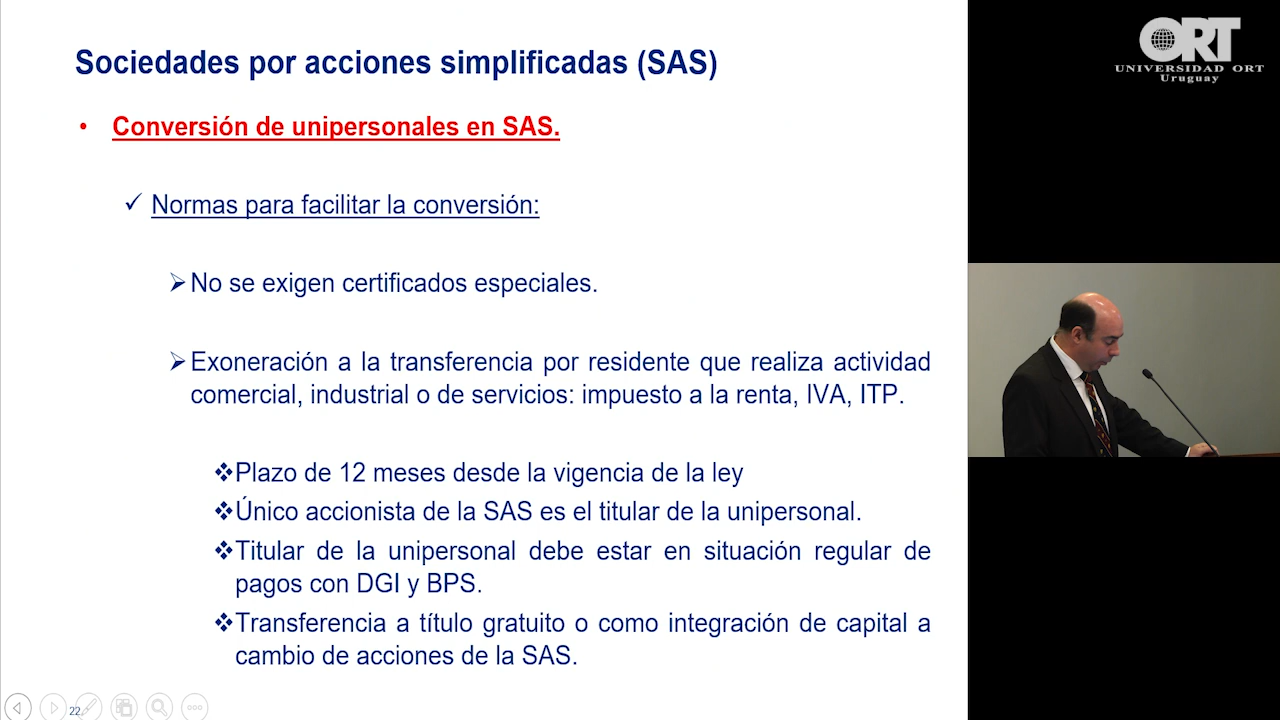 Sociedades por acciones simplificadas (SAS)
• Conversión de unipersonales en SAS.
✓ Normas para facilitar la conversión:
➢ No se exigen certificados especiales.
➢ Exoneración a la transferencia por residente que realiza actividad
comercial, industrial o de servicios: impuesto a la renta, IVA, ITP.
❖ Plazo de 12 meses desde la vigencia de la ley
❖ Único accionista de la SAS es el titular de la unipersonal.
❖ Titular de la unipersonal debe estar en situación regular de
pagos con DGI y BPS.
❖ Transferencia a título gratuito o como integración de capital a
cambio de acciones de la SAS.
22
ORT
UNIVERSIDAD ORT
Uruguay